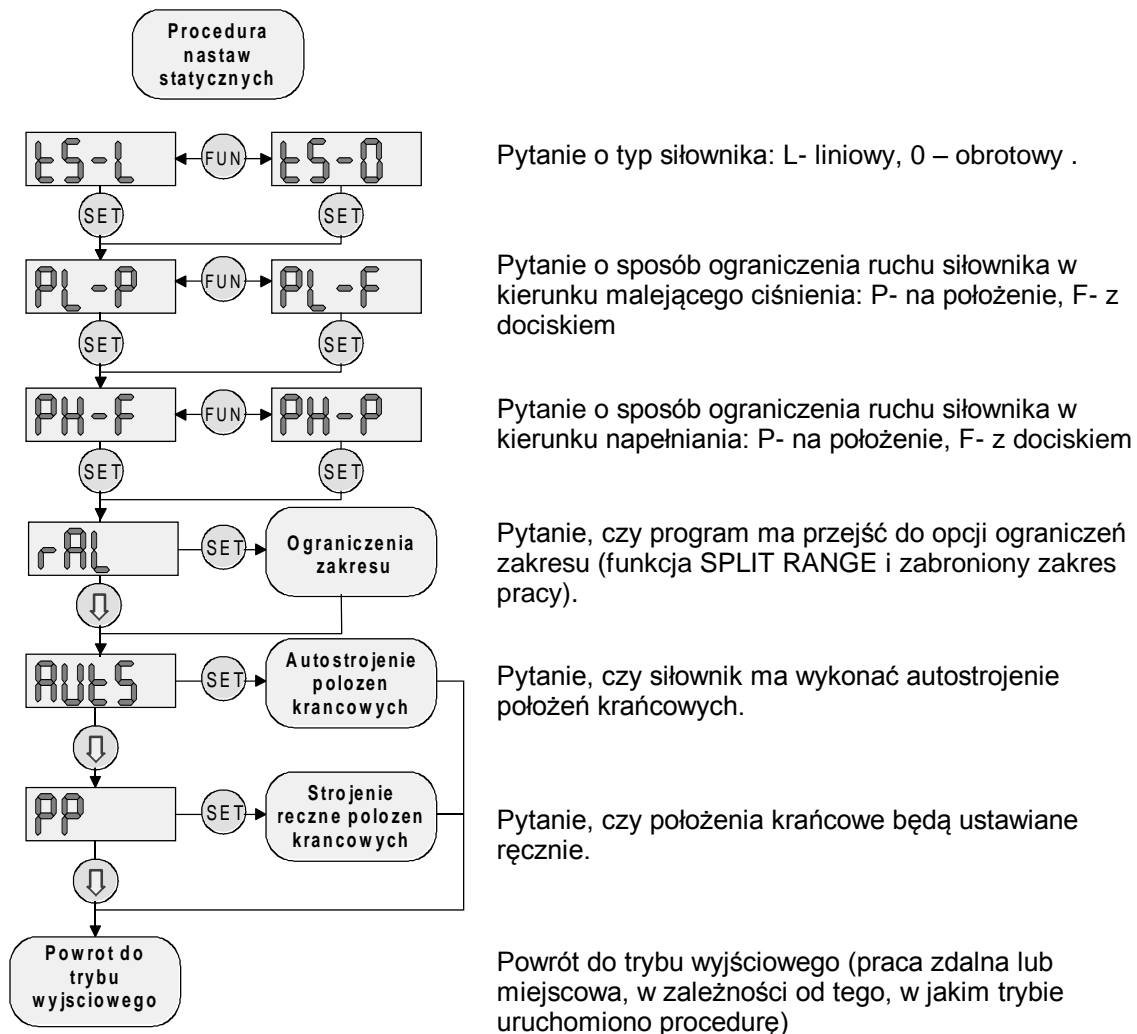 Procedura
nastaw
statycznych
tS-L
FUN
tS-0
Pytanie o typ siłownika: L- liniowy, 0 – obrotowy .
SET
SET
PL-P
FUN
PL-F
Pytanie o sposób ograniczenia ruchu siłownika w
kierunku malejącego ciśnienia: P- na położenie, F- z
dociskiem
SET
SET
PH-F
FUN
PH-P
Pytanie o sposób ograniczenia ruchu siłownika w
kierunku napełniania: P- na położenie, F- z dociskiem
SET
SET
rAL
SET
Ograniczenia
zakresu
Pytanie, czy program ma przejść do opcji ograniczeń
zakresu (funkcja SPLIT RANGE i zabroniony zakres
pracy).
AUtS
SET
Autostrojenie
polozen
krancowych
Pytanie, czy siłownik ma wykonać autostrojenie
położeń krańcowych.
PP
SET
Strojenie
reczne polozen
krancowych
Pytanie, czy położenia krańcowe będą ustawiane
ręcznie.
Powrot do
trybu
wyjsciowego
Powrót do trybu wyjściowego (praca zdalna lub
miejscowa, w zależności od tego, w jakim trybie
uruchomiono procedurę)